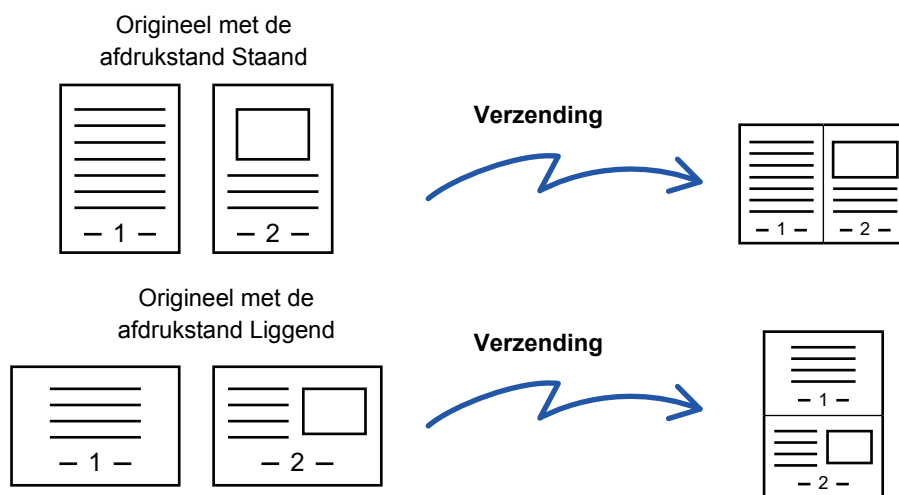 Origineel met de
afdrukstand Staand
Verzending
– 1 –
– 2 –
– 1 –
– 2 –
Origineel met de
afdrukstand Liggend
Verzending
– 1 –
– 2 –
– 1 –
– 2 –